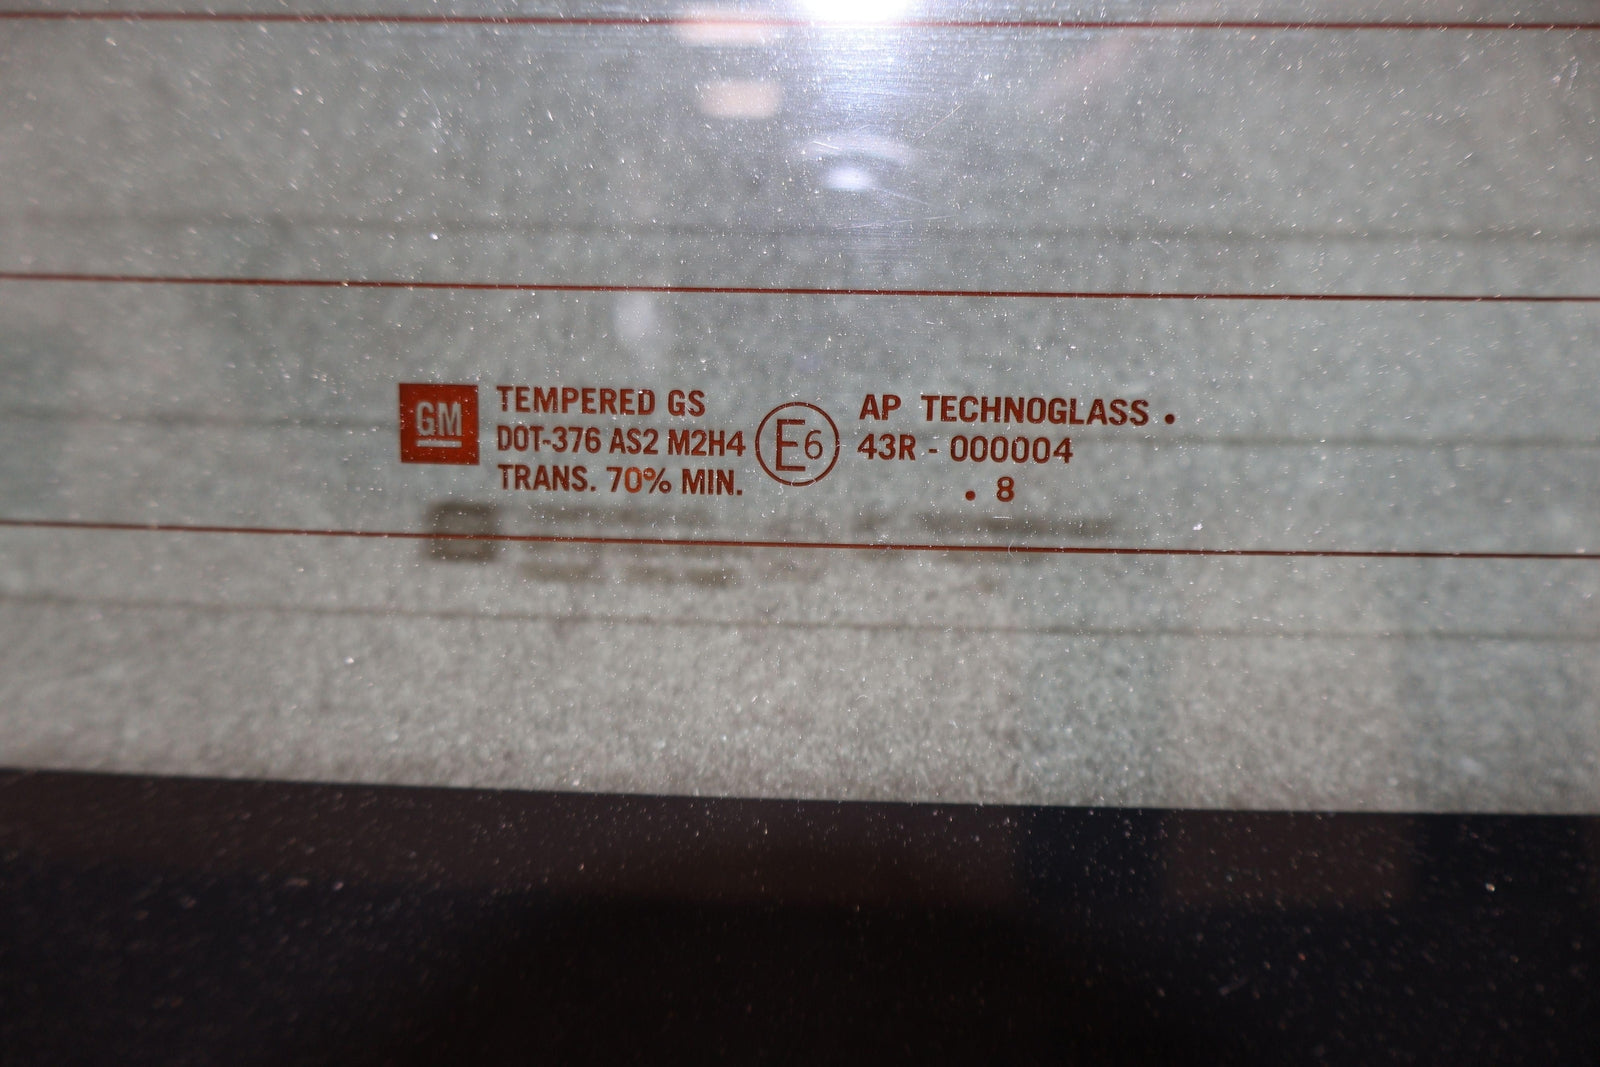 GM
TEMPERED GS
DOT-376 AS2 M2H4
TRANS. 70% MIN.
E6
AP TECHNOGLASS .
43R - 000004
. 8